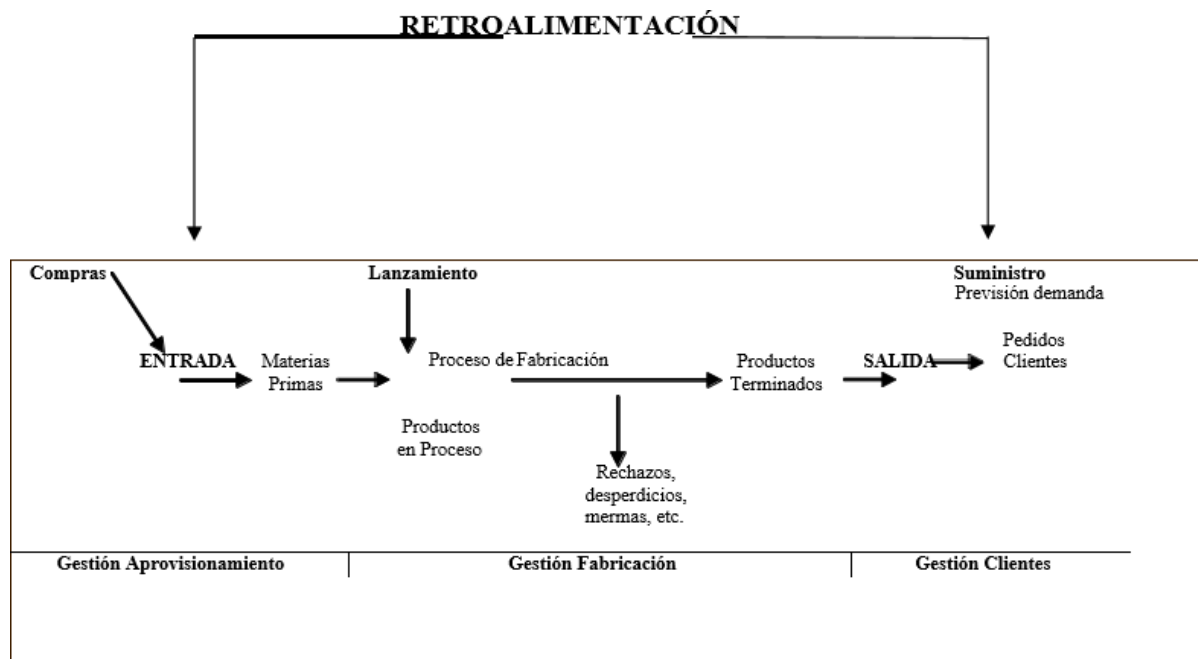 RETROALIMENTACIÓN
Compras
Lanzamiento
Suministro
Previsión demanda
ENTRADA
Materias
Primas
Proceso de Fabricación
Productos
Terminados
SALIDA
Pedidos
Clientes
Productos
en Proceso
Rechazos,
desperdicios,
mermas, etc.
Gestión Aprovisionamiento
Gestión Fabricación
Gestión Clientes